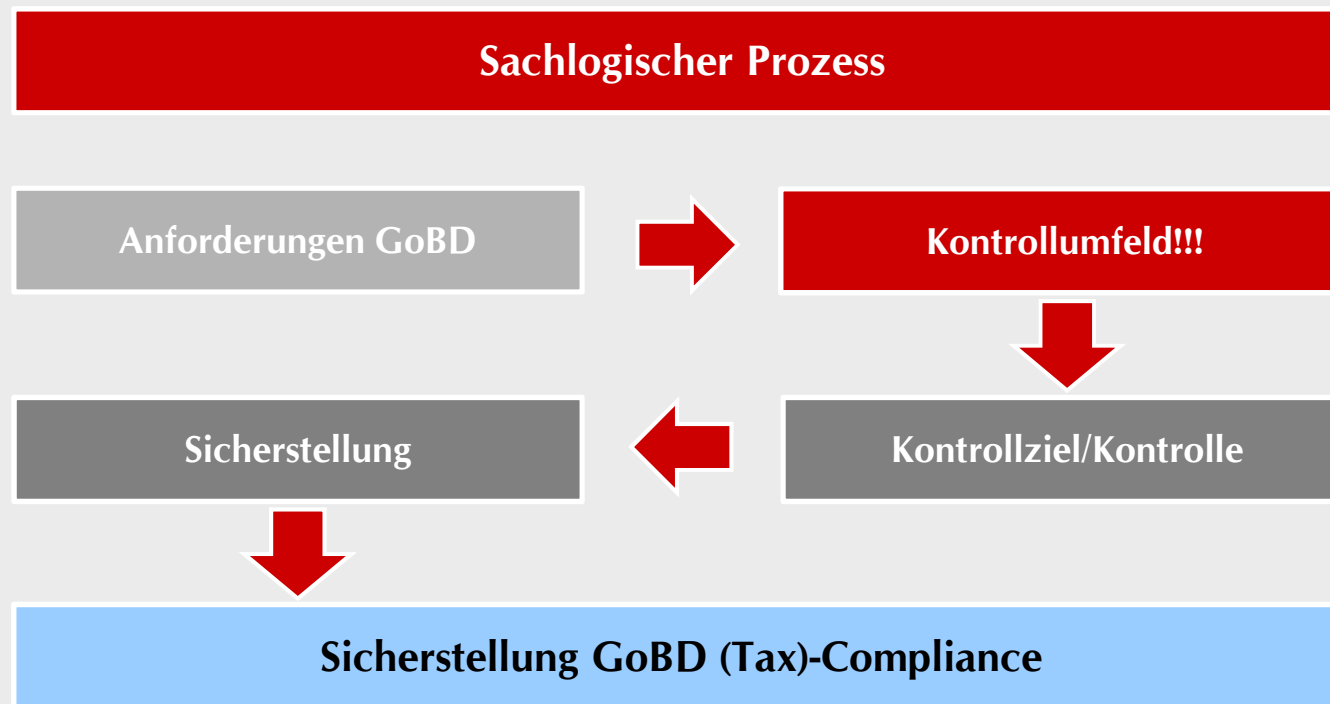 Sachlogischer Prozess
Anforderungen GoBD
Kontrollumfeld!!!
Sicherstellung
Kontrollziel/Kontrolle
Sicherstellung GoBD (Tax)-Compliance